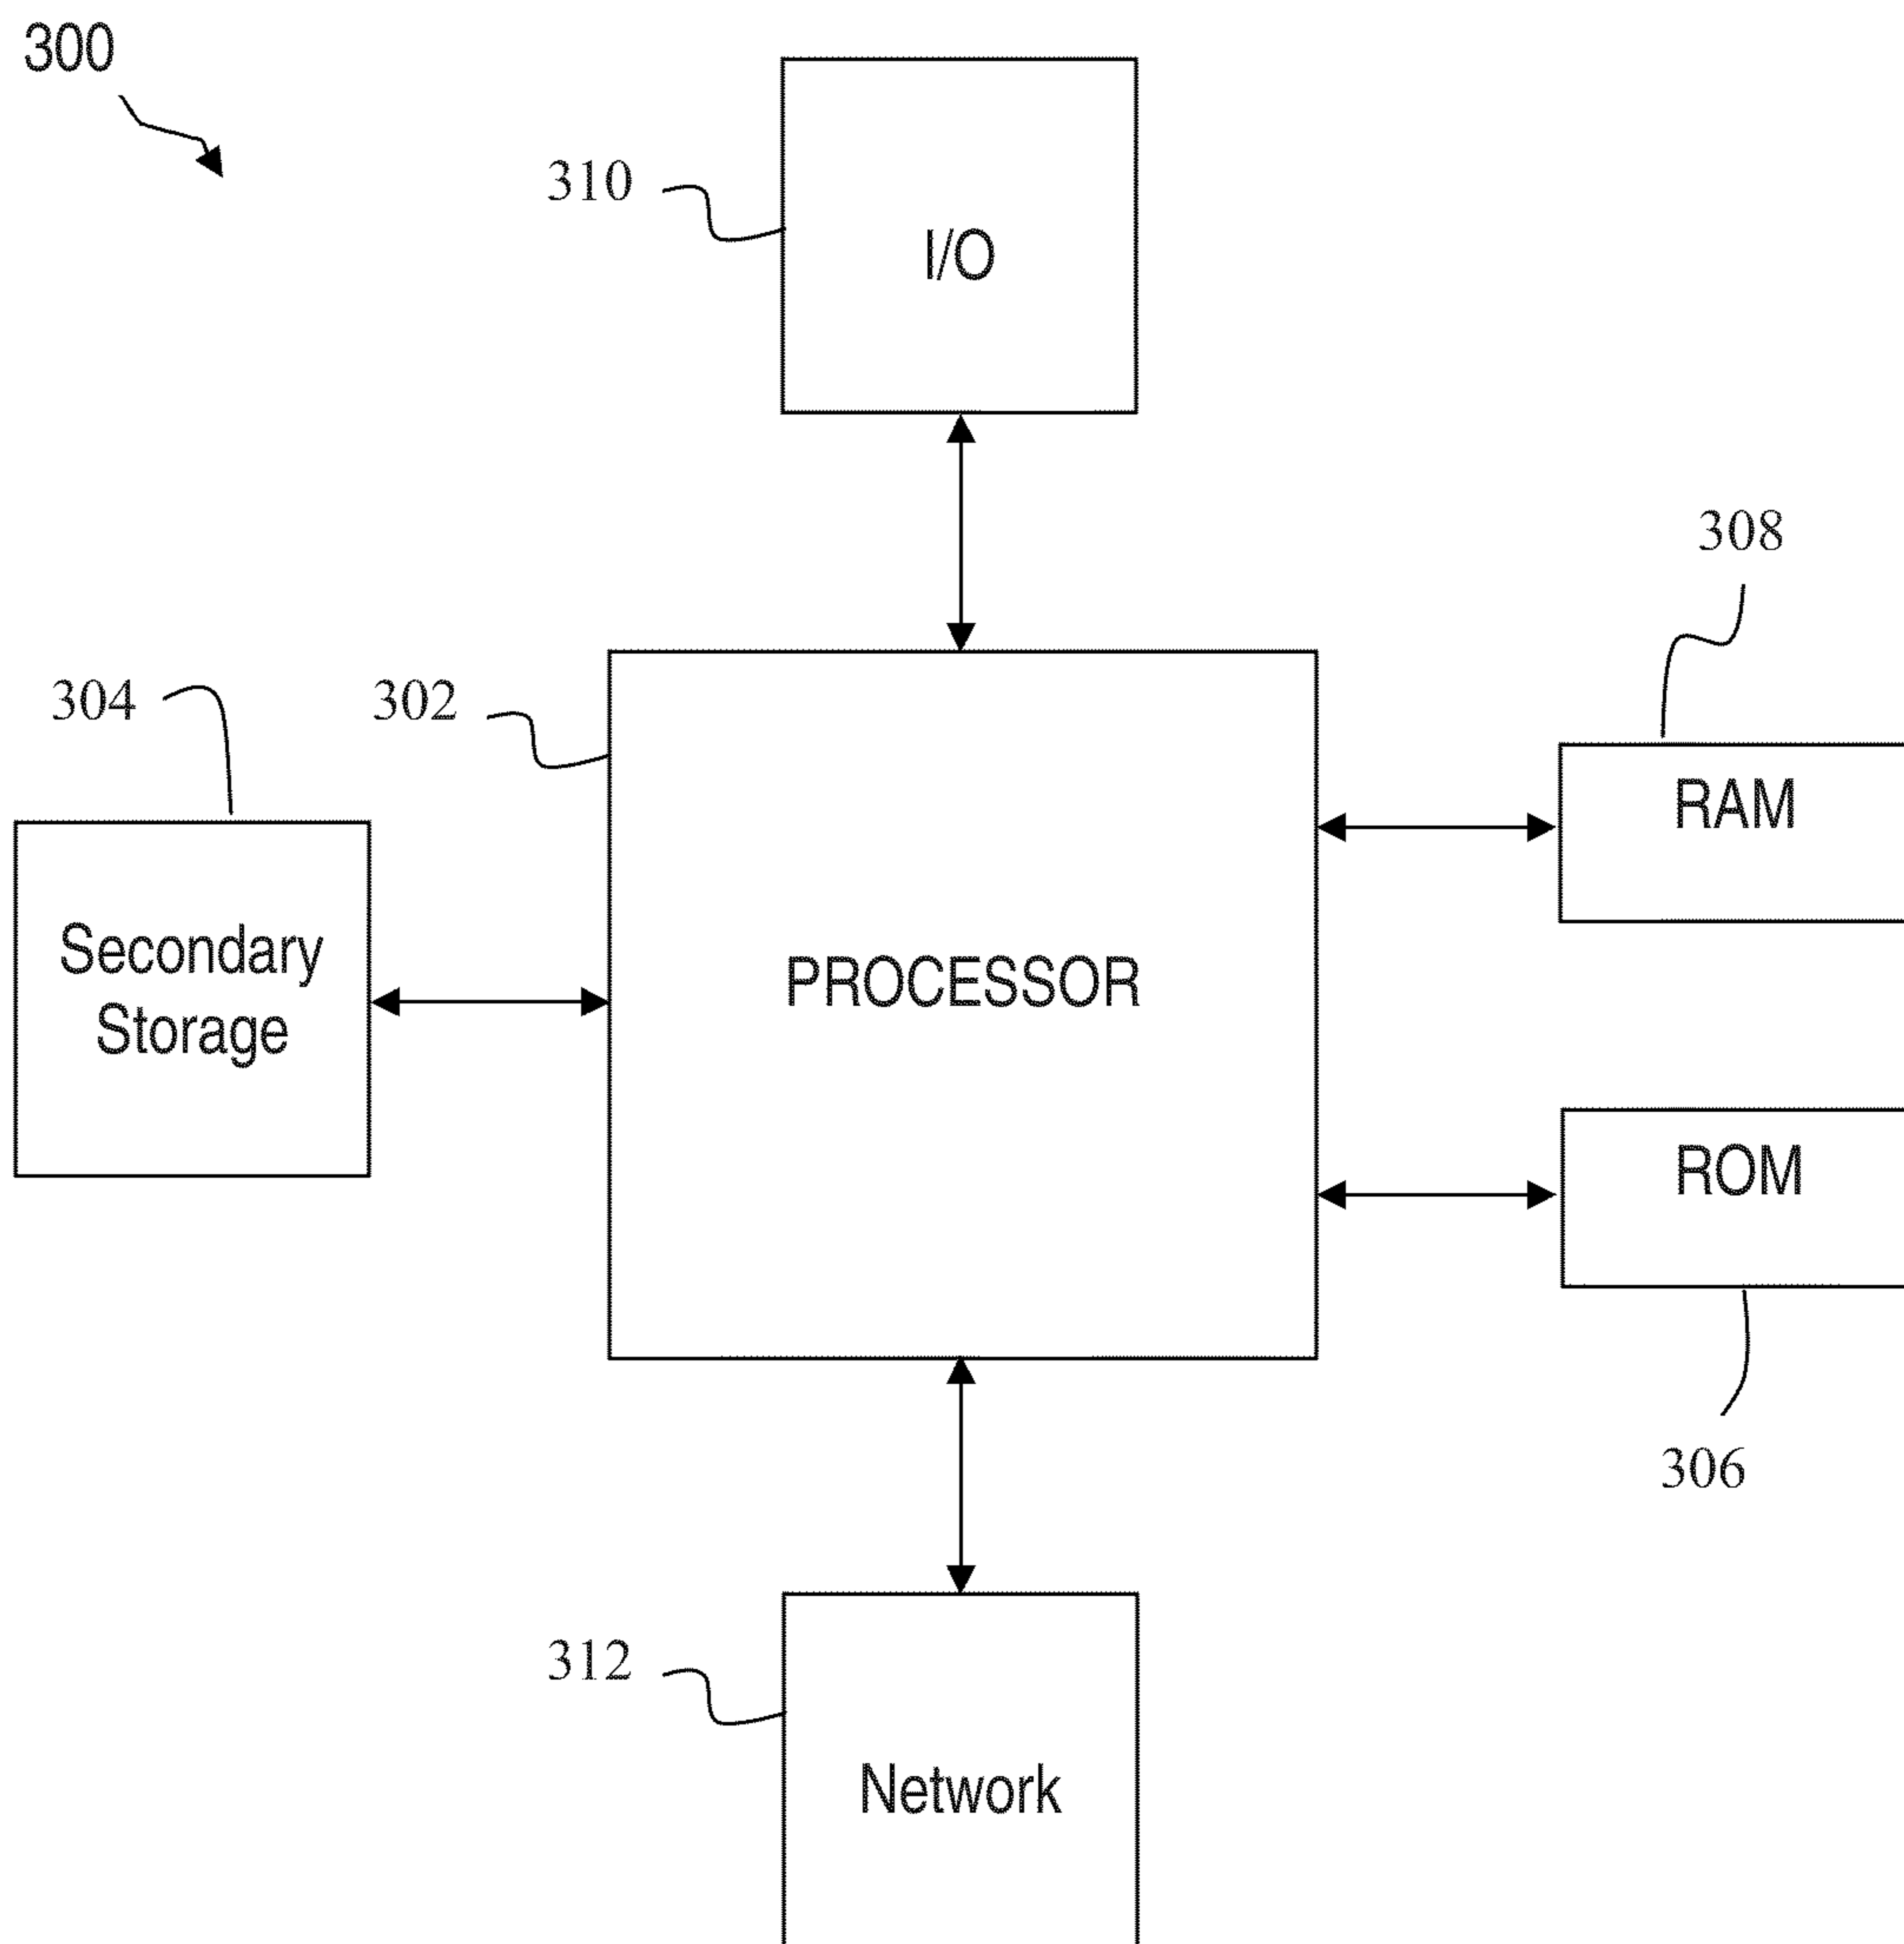 300
310
I/O
308
304
302
RAM
Secondary
Storage
PROCESSOR
ROM
306
312
Network